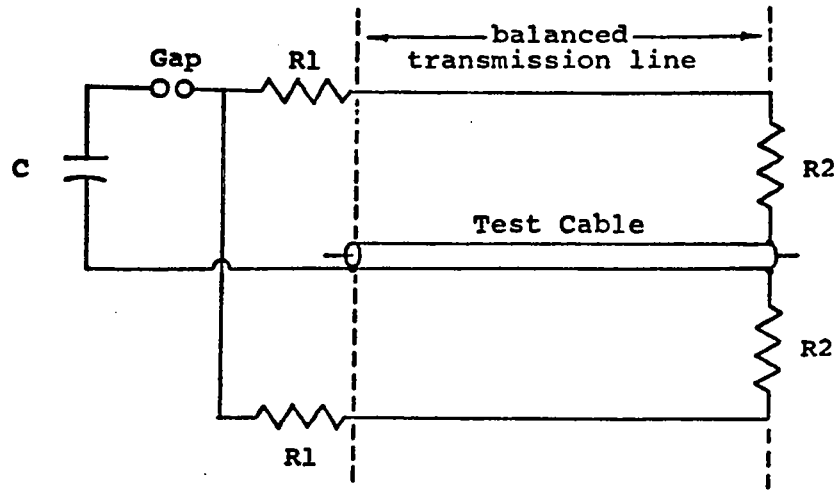 balanced
transmission line
Gap
R1
C
R2
Test Cable
R2
R1